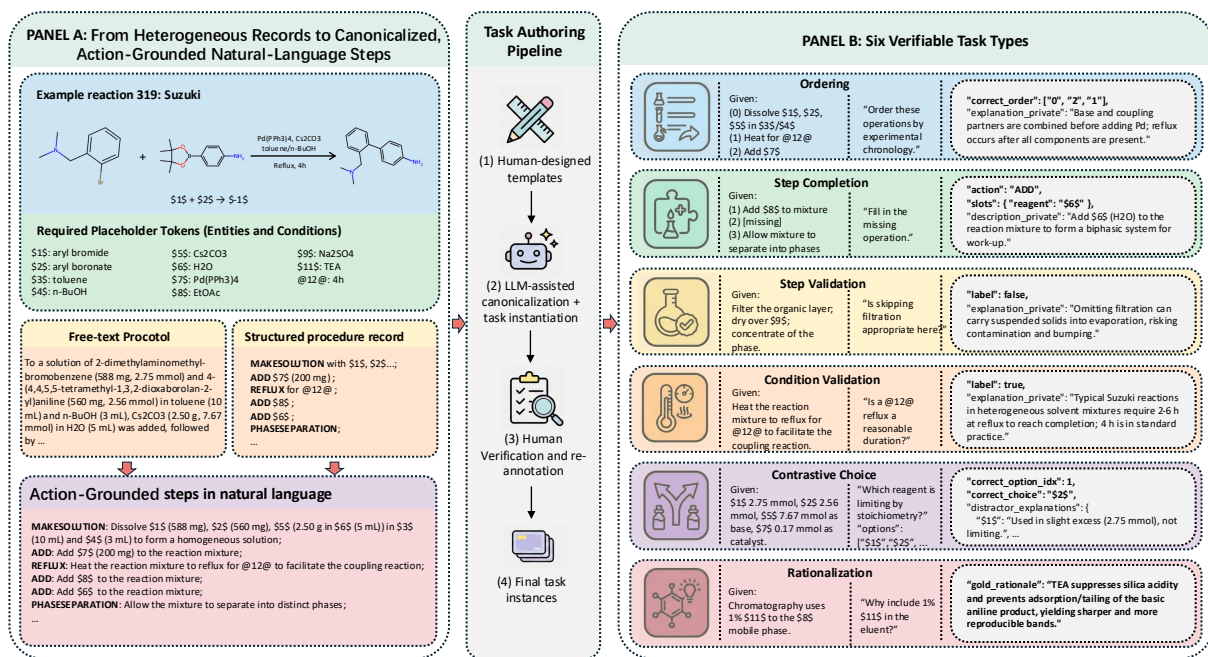 PANEL A: From Heterogeneous Records to Canonicalized,
Action-Grounded Natural-Language Steps
Example reaction 319: Suzuki
N
Br
+
O
B
O
NH2
Pd(PPh3)4, Cs2CO3
toluene/n-BuOH
Reflux, 4h
N
NH2
$1$ + $2$ → $-1$
Required Placeholder Tokens (Entities and Conditions)
$1$: aryl bromide
$2$: aryl boronate
$3$: toluene
$4$: n-BuOH
$5$: Cs2CO3
$6$: H2O
$7$: Pd(PPh3)4
$8$: EtOAc
$9$: Na2SO4
$11$: TEA
@12@: 4h
Free-text Procotol
To a solution of 2-dimethylaminomethyl-
bromobenzene (588 mg, 2.75 mmol) and 4-
(4,4,5,5-tetramethyl-1,3,2-dioxaborolan-2-
yl)aniline (560 mg, 2.56 mmol) in toluene (10
mL) and n-BuOH (3 mL), Cs2CO3 (2.50 g, 7.67
mmol) in H2O (5 mL) was added, followed
by ...
Structured procedure record
MAKESOLUTION with $1$, $2$...;
ADD $7$ (200 mg) ;
REFLUX for @12@ ;
ADD $8$ ;
ADD $6$ ;
PHASESEPARATION;
...
Action-Grounded steps in natural language
MAKESOLUTION: Dissolve $1$ (588 mg), $2$ (560 mg), $5$ (2.50 g in $6$ (5 mL)) in $3$
(10 mL) and $4$ (3 mL) to form a homogeneous solution;
ADD: Add $7$ (200 mg) to the reaction mixture;
REFLUX: Heat the reaction mixture to reflux for @12@ to facilitate the coupling reaction;
ADD: Add $8$ to the reaction mixture;
ADD: Add $6$ to the reaction mixture;
PHASESEPARATION: Allow the mixture to separate into distinct phases;
...
Task Authoring
Pipeline
(1) Human-designed
templates
(2) LLM-assisted
canonicalization +
task instantiation
(3) Human
Verification and re-
annotation
(4) Final task
instances
PANEL B: Six Verifiable Task Types
Ordering
Given:
(0) Dissolve $1$, $2$,
$5$ in $3$/$4$
(1) Heat for @12@
(2) Add $7$
“Order these
operations by
experimental
chronology.”
"correct_order": ["0", "2", "1"],
"explanation_private": "Base and coupling
partners are combined before adding Pd; reflux
occurs after all components are present."
Step Completion
Given:
(1) Add $8$ to mixture
(2) [missing]
(3) Allow mixture to
separate into phases
“Fill in the
missing
operation.”
"action": "ADD",
"slots": { "reagent": "$6$" },
"description_private": "Add $6$ (H2O) to the
reaction mixture to form a biphasic system for
work-up."
Step Validation
Given:
Filter the organic layer;
dry over $9$;
concentrate of the
phase.
“Is skipping
filtration
appropriate here?”
"label": false,
"explanation_private": "Omitting filtration can
carry suspended solids into evaporation, risking
contamination and bumping."
Condition Validation
Given:
Heat the reaction
mixture to reflux for
@12@ to facilitate the
coupling reaction.
“Is a @12@
reflux a
reasonable
duration?”
"label": true,
"explanation_private": "Typical Suzuki reactions
in heterogeneous solvent mixtures require 2-6 h
at reflux to reach completion; 4 h is in standard
practice.”
Contrastive Choice
Given:
$1$ 2.75 mmol, $2$ 2.56
mmol, $5$ 7.67 mmol as
base, $7$ 0.17 mmol as
catalyst.
“Which reagent is
limiting by
stoichiometry?”
“options”:
[“$1$”,“$2$”, ...
"correct_option_idx": 1,
"correct_choice": "$2$",
"distractor_explanations": {
“$1$”: “Used in slight excess (2.75 mmol), not
limiting.”, ...
Rationalization
Given:
Chromatography uses
1% $11$ to the $8$
mobile phase.
“Why include 1%
$11$ in the
eluent?”
“gold_rationale": “TEA suppresses silica acidity
and prevents adsorption/tailing of the basic
aniline product, yielding sharper and more
reproducible bands."